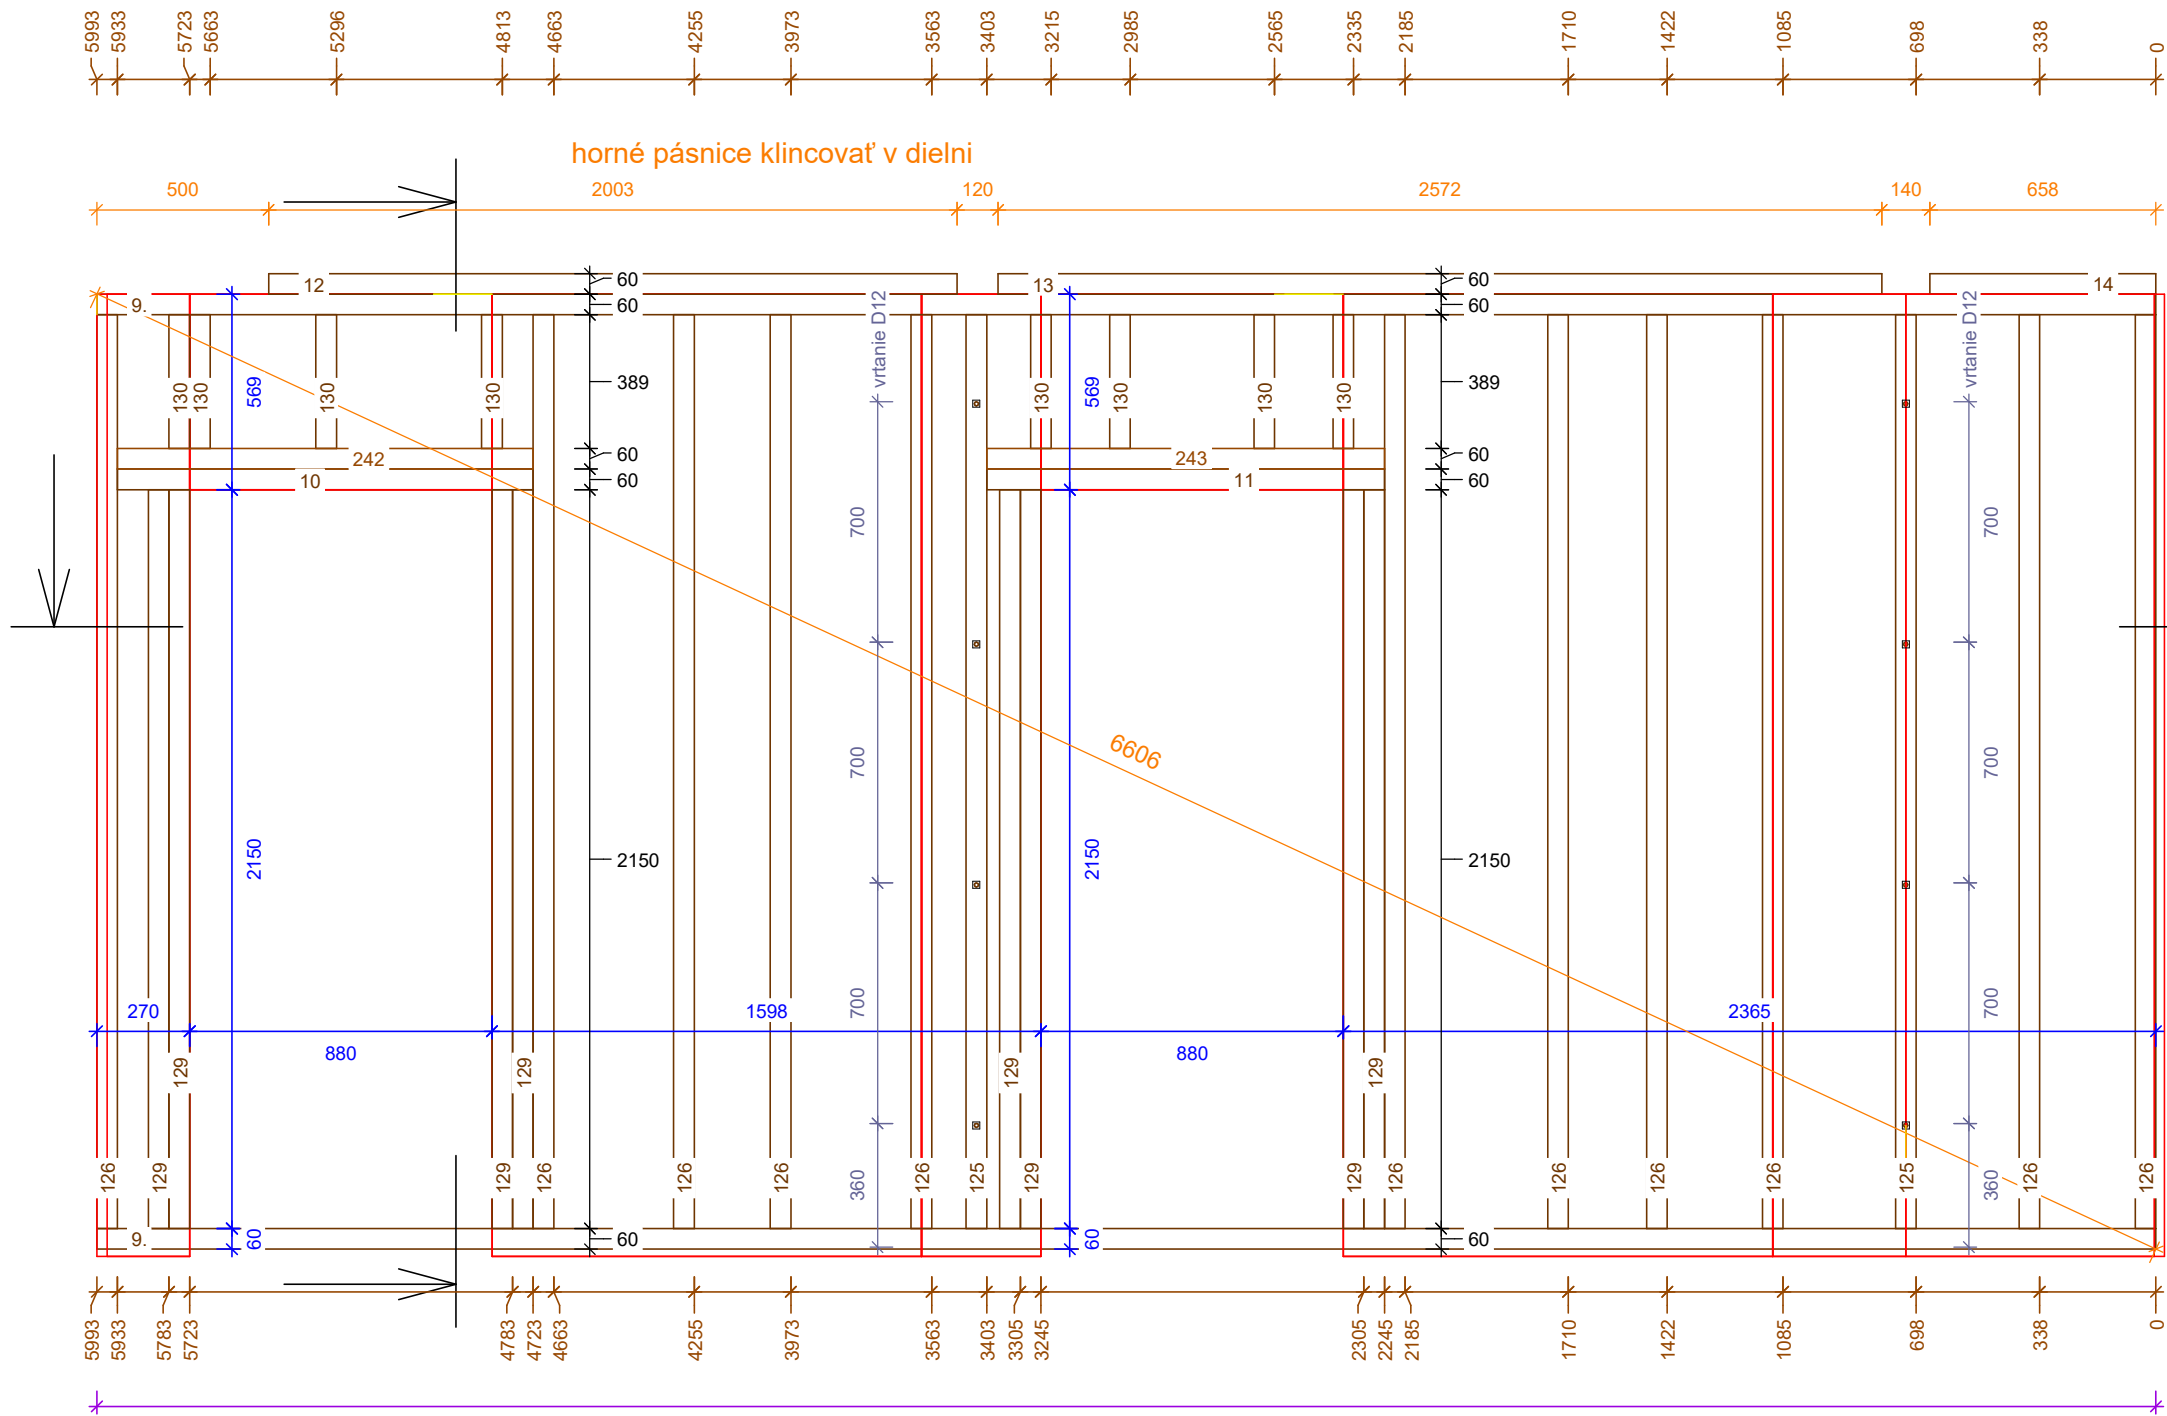 5993 5933 5723 5663 5296 4813 4663 4255 3973 3563 3403 3215 2985 2565 2335 2185 1710 1422 1085 698 338 0
horné pásnice klincovať v dielni
500 2003 120 2572 140 658
12 60 13 60 14
9. 60 60
vrtanie D12 vrtanie D12
130 130 569 130 130 389 130 569 130 130 130 389
242 60 243 60
10 60 11 60
700 700
6606
700 700
2150 2150 2150 2150
270 1598 700 2365 700
880 880
129 129 129 129
126 129 129 126 126 126 360 126 125 129 129 126 126 126 126 125 360 126 126
9. 60 60 60 60
5993 5933 5783 5723 4783 4723 4663 4255 3973 3563 3403 3305 3245 2305 2245 2185 1710 1422 1085 698 338 0